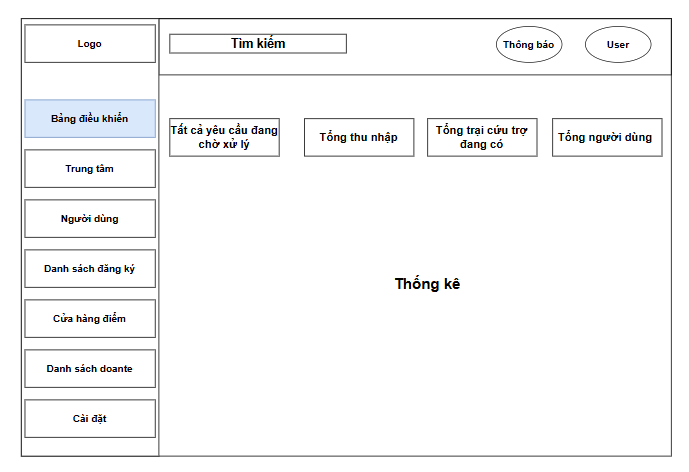 Logo
Tìm kiếm
Thông báo
User
Bảng điều khiển
Tất cả yêu cầu đang
chờ xử lý
Tổng thu nhập
Tổng trại cứu trợ
đang có
Tổng người dùng
Trung tâm
Người dùng
Danh sách đăng ký
Thống kê
Cửa hàng điểm
Danh sách doante
Cài đặt